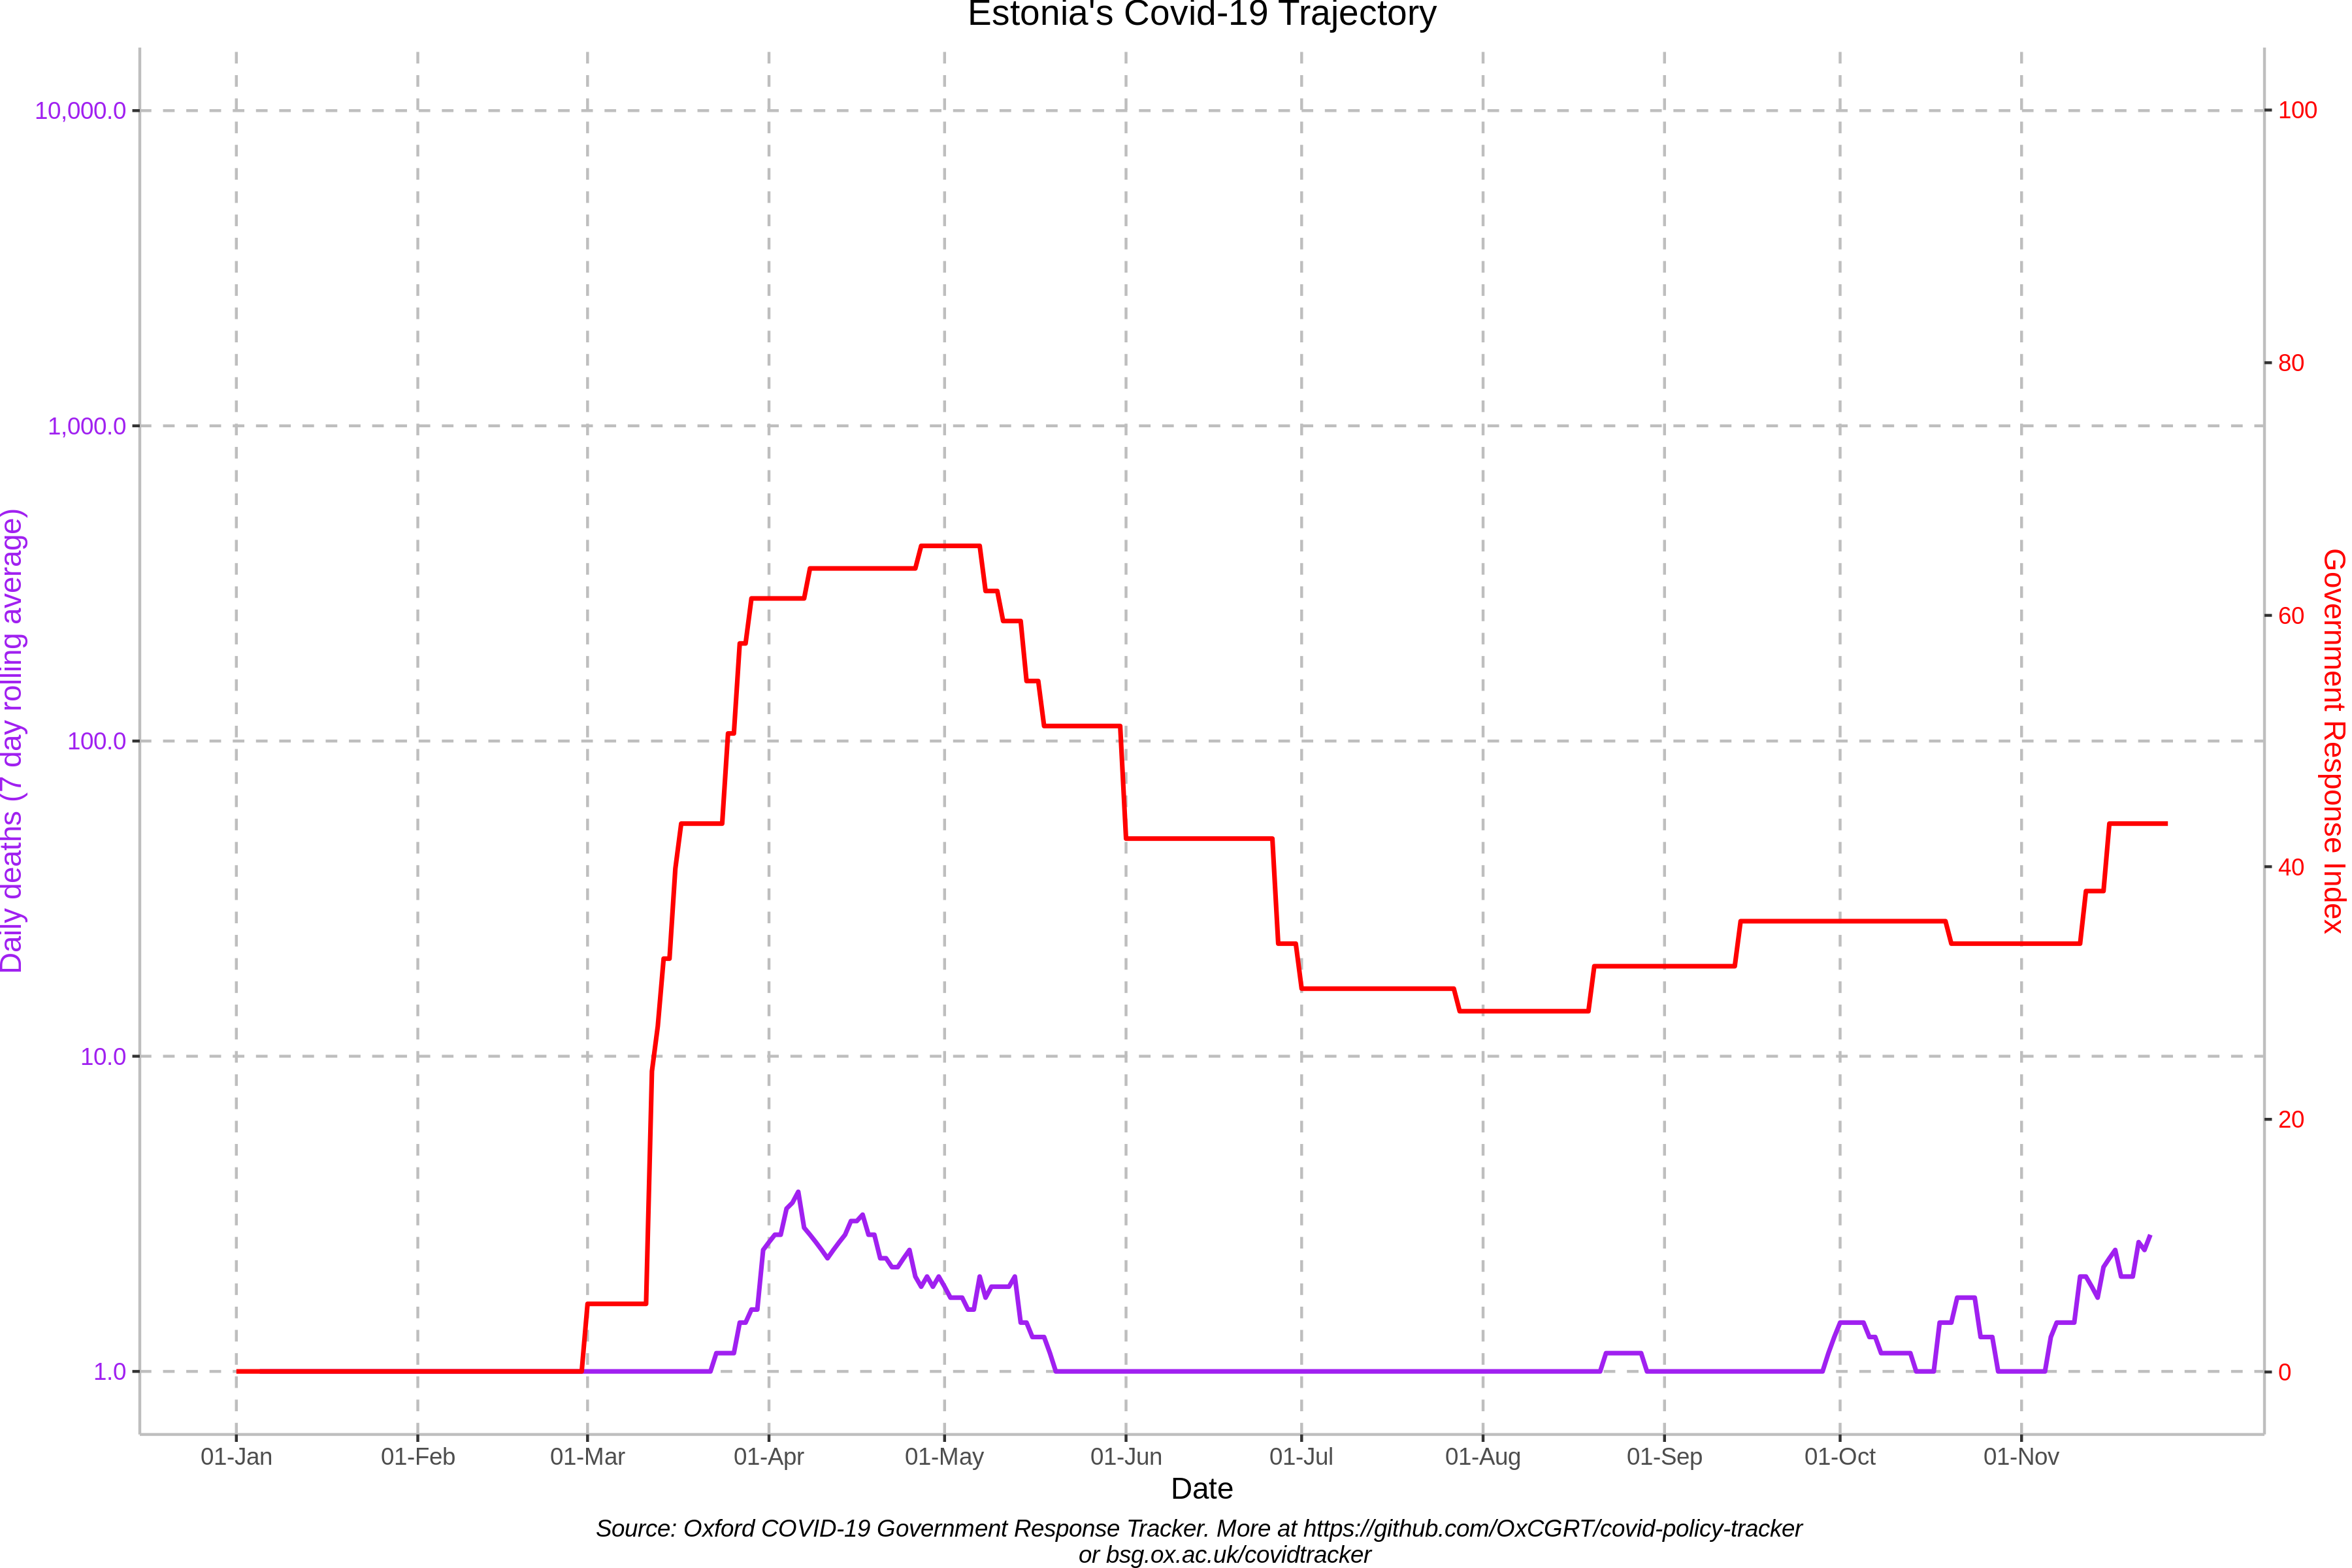 Estonia's Covid-19 Trajectory
10,000.0
1,000.0
100.0
10.0
1.0
Daily deaths (7 day rolling average)
100
80
60
40
20
0
Government Response Index
01-Jan
01-Feb
01-Mar
01-Apr
01-May
01-Jun
01-Jul
01-Aug
01-Sep
01-Oct
01-Nov
Date
Source: Oxford COVID-19 Government Response Tracker. More at https://github.com/OxCGRT/covid-policy-tracker
or bsg.ox.ac.uk/covidtracker